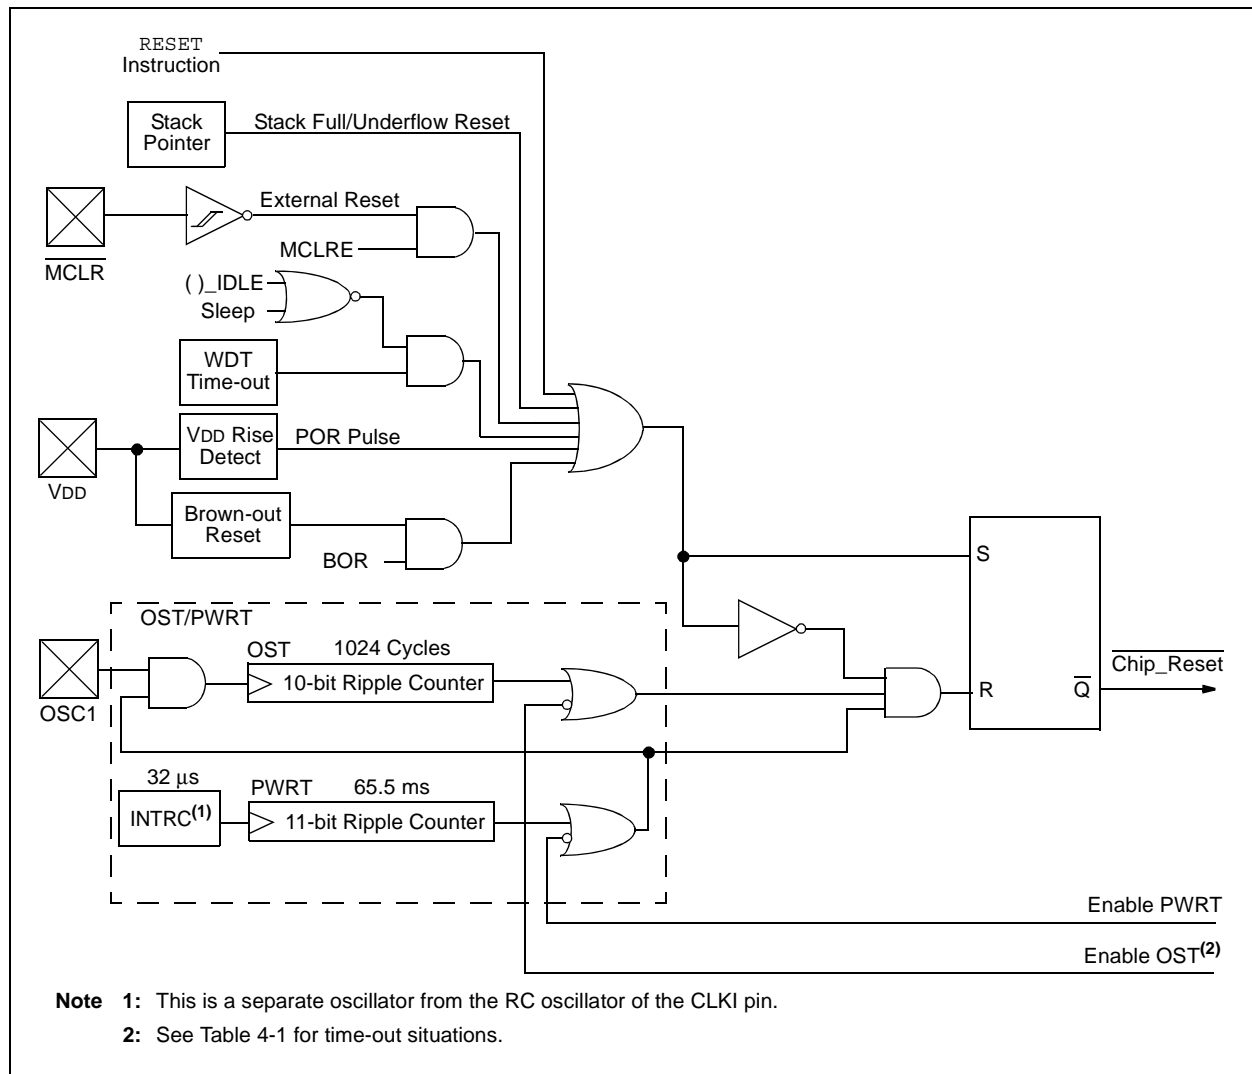 RESET
Instruction
Stack
Pointer
Stack Full/Underflow Reset
External Reset
MCLRE
MCLR
( )_IDLE
Sleep
WDT
Time-out
VDD Rise
Detect
POR Pulse
VDD
Brown-out
Reset
BOR
S
OST/PWRT
OST
1024 Cycles
10-bit Ripple Counter
OSC1
Chip_Reset
R
Q
32 μs
PWRT
65.5 ms
INTRC(1)
11-bit Ripple Counter
Enable PWRT
Enable OST(2)
Note 1: This is a separate oscillator from the RC oscillator of the CLKI pin.
2: See Table 4-1 for time-out situations.